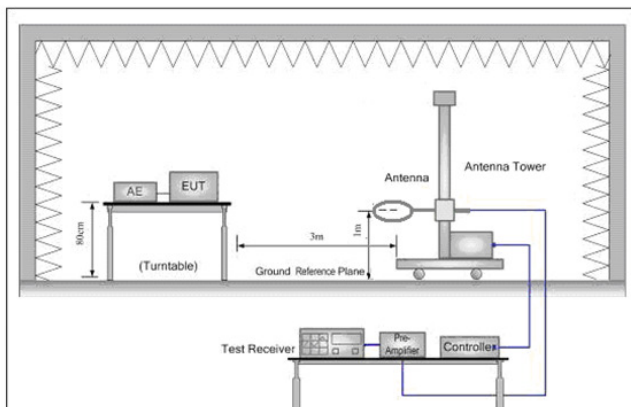 Antenna Tower
Antenna
EUT
AE
80cm
(Turntable)
3m
1m
Ground Reference Plane
Test Receiver
Pre-
Amplifier
Controller